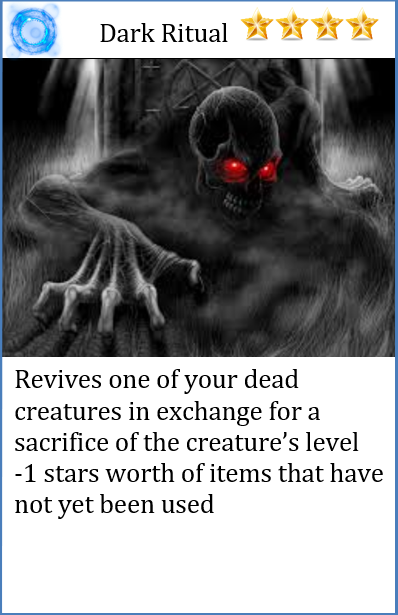 Dark Ritual
Revives one of your dead
creatures in exchange for a
sacrifice of the creature’s level
-1 stars worth of items that have
not yet been used